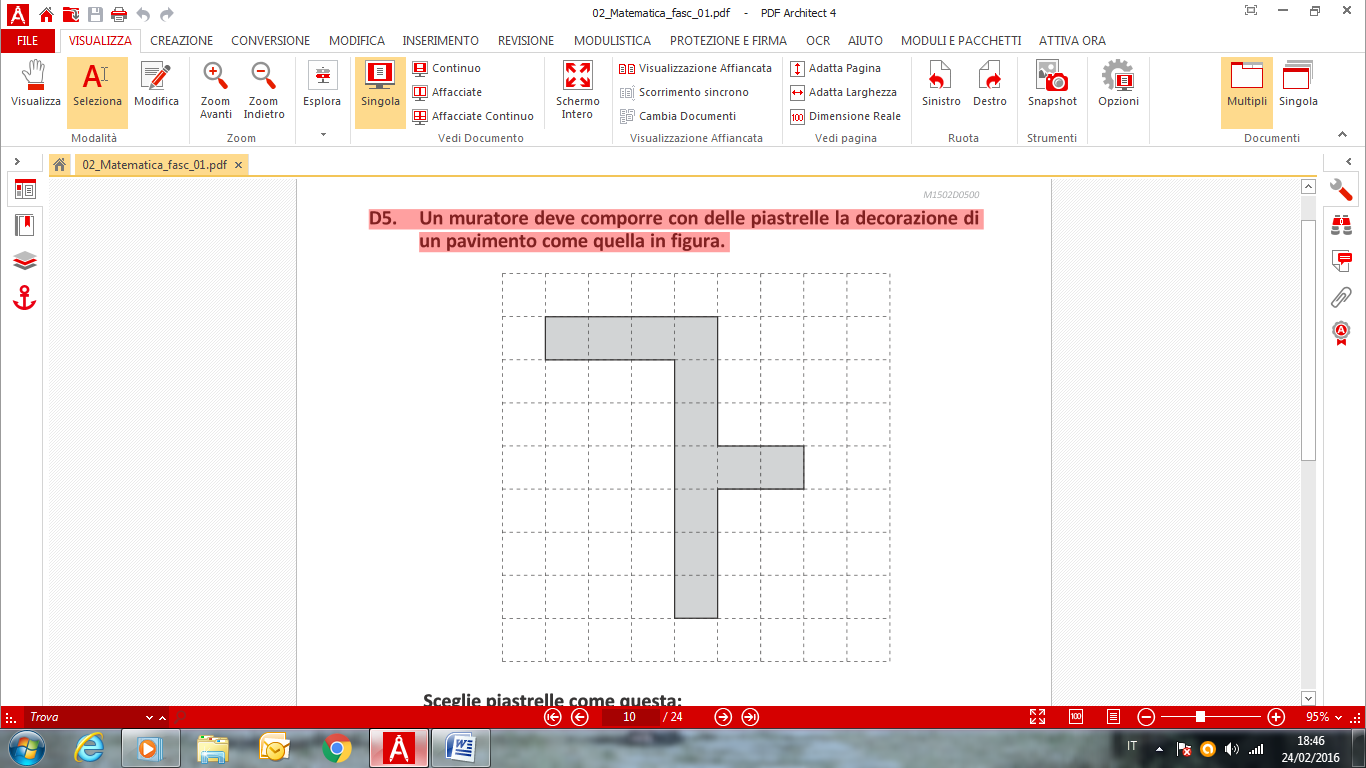 02_Matematica_fasc_01.pdf - PDF Architect 4
FILE VISUALIZZA CREAZIONE CONVERSIONE MODIFICA INSERIMENTO REVISIONE MODULISTICA PROTEZIONE E FIRMA OCR AIUTO MODULI E PACCHETTI ATTIVA ORA
Visualizza
Seleziona
Modifica
Modalità
Zoom
Avanti
Zoom
Indietro
Zoom
Esplora
Singola
Continuo
Affacciate
Affacciate Continuo
Vedi Documento
Schermo
Intero
Visualizzazione Affiancata
Scorrimento sincrono
Cambia Documenti
Visualizzazione Affiancata
Adatta Pagina
Adatta Larghezza
100 Dimensione Reale
Vedi pagina
Sinistro
Destro
Ruota
Snapshot
Strumenti
Opzioni
Multipli
Singola
Documenti
02_Matematica_fasc_01.pdf
M1502D0500
D5. Un muratore deve comporre con delle piastrelle la decorazione di
un pavimento come quella in figura.
Sceglie piastrelle come questa:
Trova
10 / 24
100
95%
IT
18:46
24/02/2016